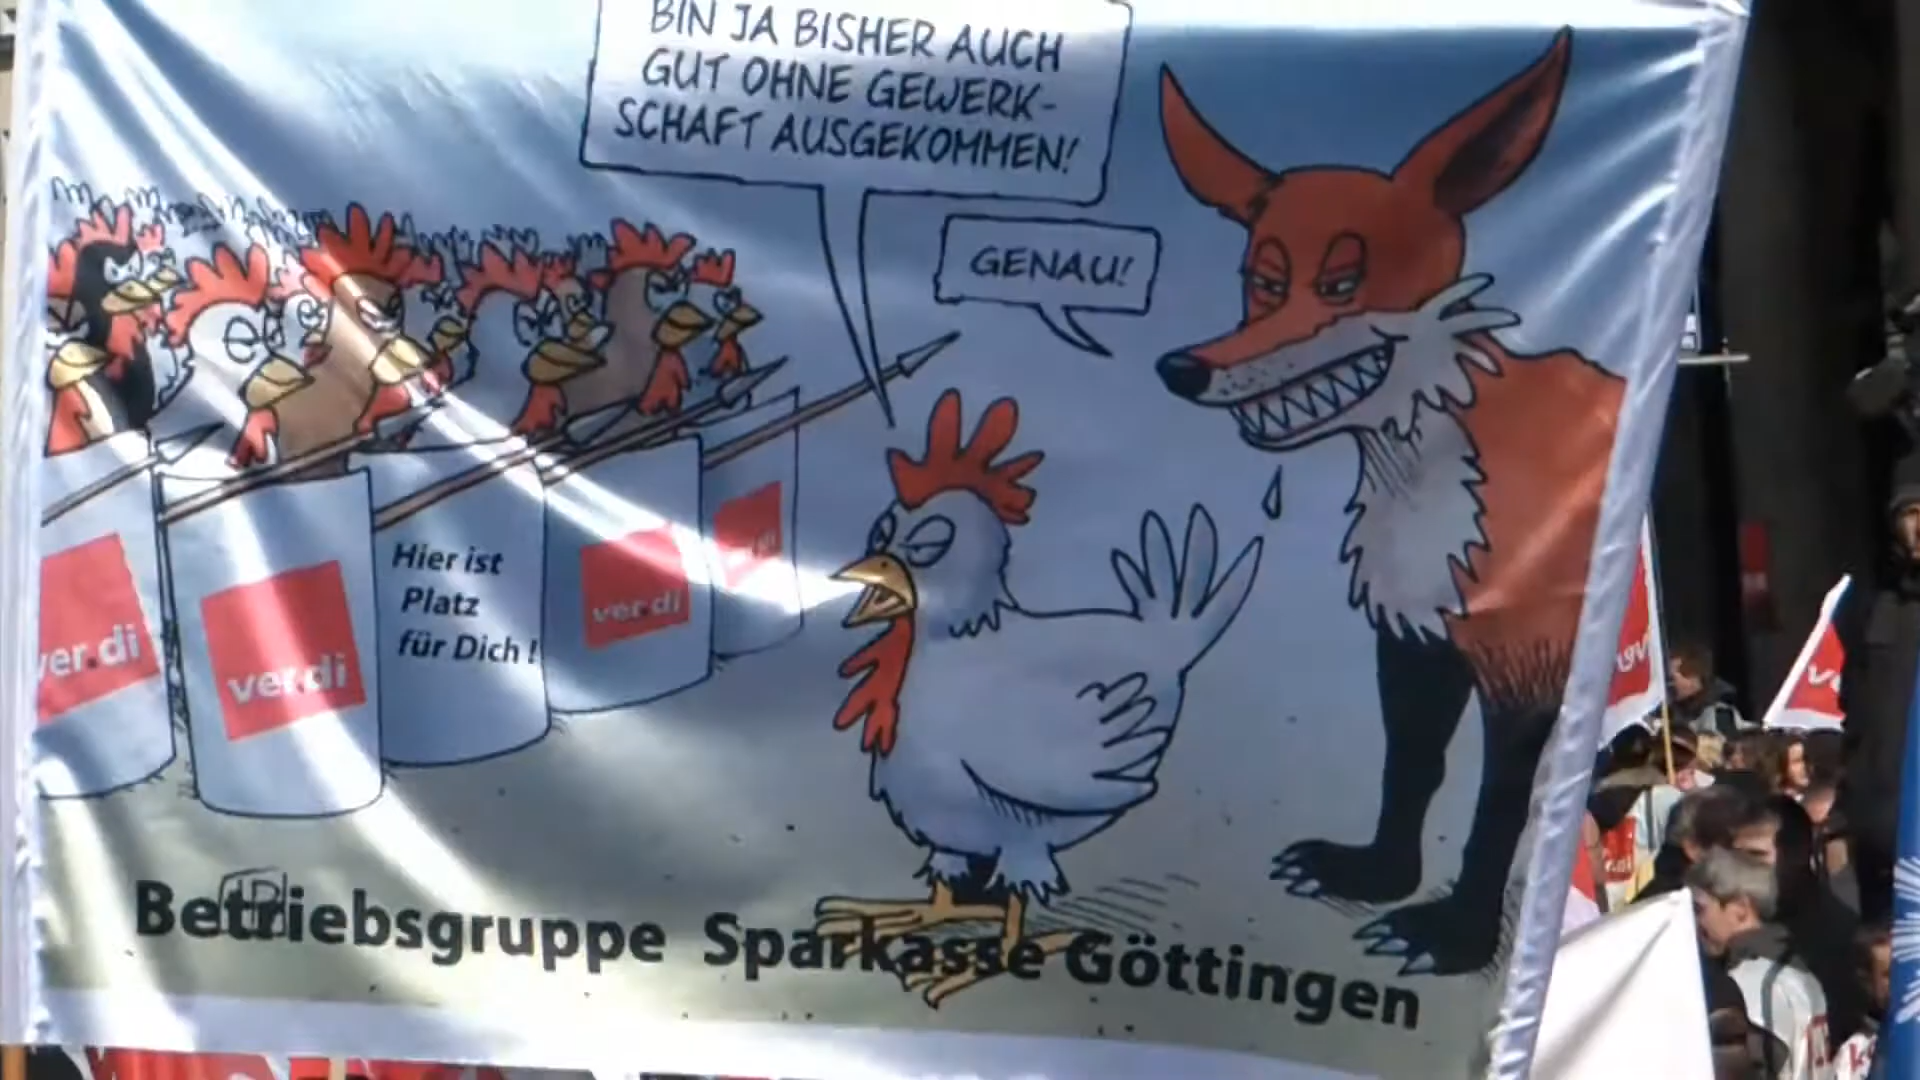 BIN JA BISHER AUCH
GUT OHNE GEWERK-
SCHAFT AUSGEKOMMEN!
GENAU!
Hier ist
Platz
für Dich!
ver.di
ver.di
ver.di
ver.di
Betriebsgruppe Sparkasse Göttingen